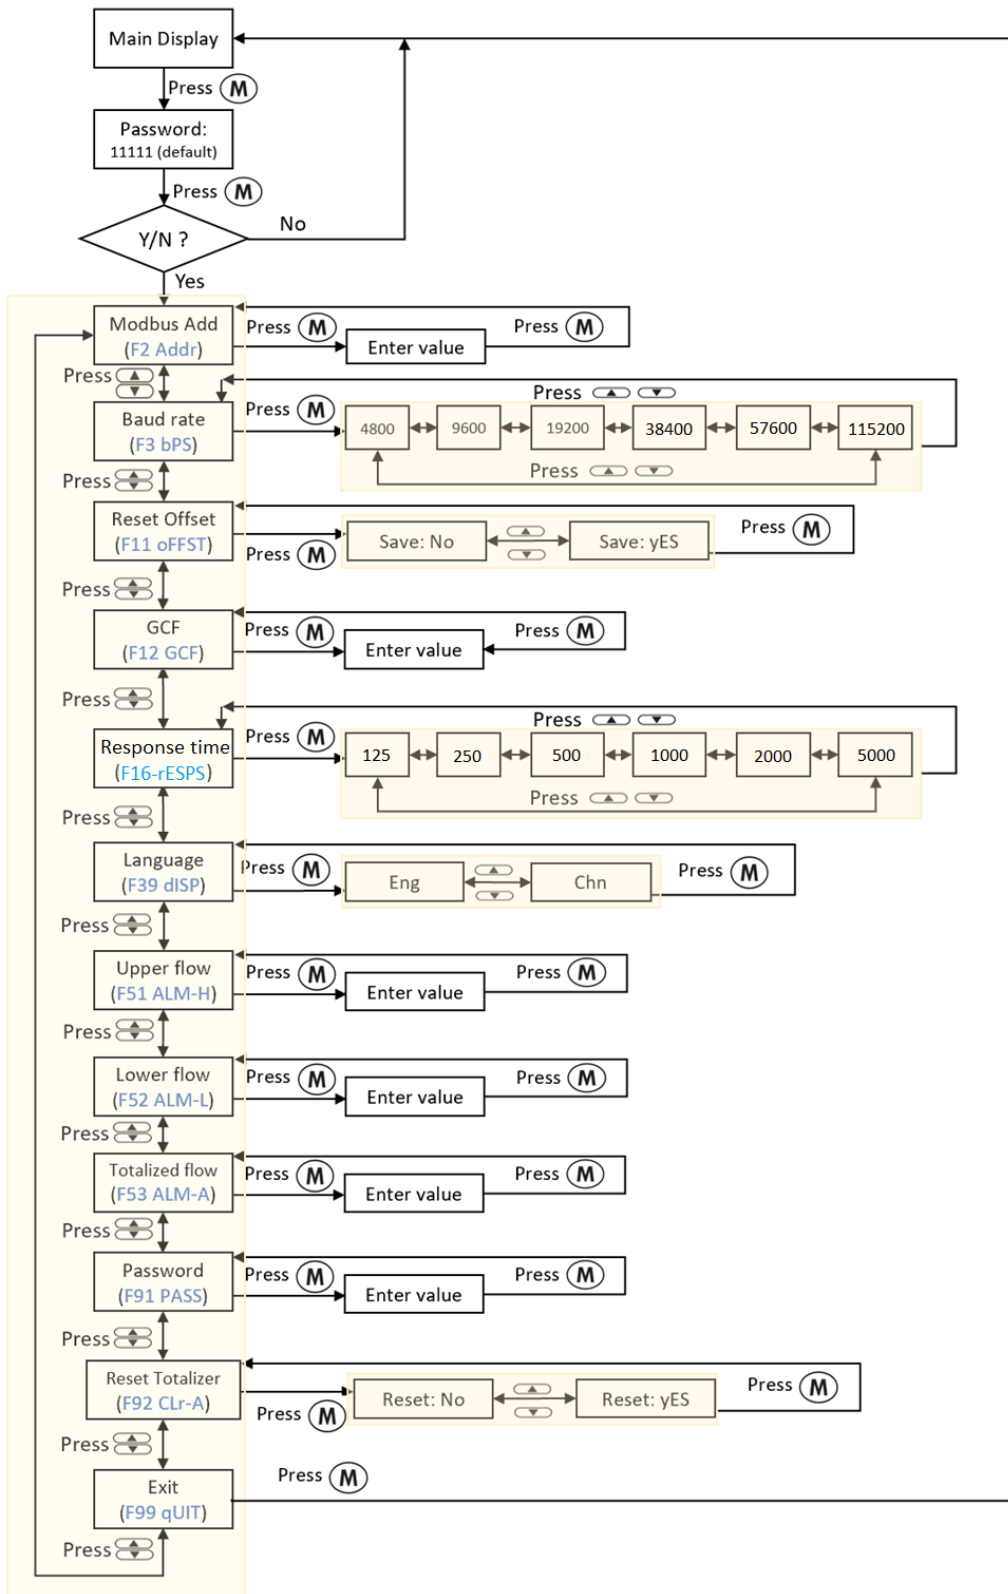 Main Display
Press M
Password:
11111 (default)
Press M
Y/N ?
No
Yes
Modbus Add
(F2 Addr)
Press M
Enter value
Press M
Press
Baud rate
(F3 bPS)
Press M
Press
4800 9600 19200 38400 57600 115200
Press
Press
Reset Offset
(F11 oFFST)
Press M
Save: No
Save: yES
Press M
Press
GCF
(F12 GCF)
Press M
Enter value
Press M
Press
Response time
(F16-rESPS)
Press M
Press
125 250 500 1000 2000 5000
Press
Press
Language
(F39 dISP)
Press M
Eng
Chn
Press M
Press
Upper flow
(F51 ALM-H)
Press M
Enter value
Press M
Press
Lower flow
(F52 ALM-L)
Press M
Enter value
Press M
Press
Totalized flow
(F53 ALM-A)
Press M
Enter value
Press M
Press
Password
(F91 PASS)
Press M
Enter value
Press M
Press
Reset Totalizer
(F92 CLr-A)
Press M
Reset: No
Reset: yES
Press M
Press
Exit
(F99 qUIT)
Press M
Press